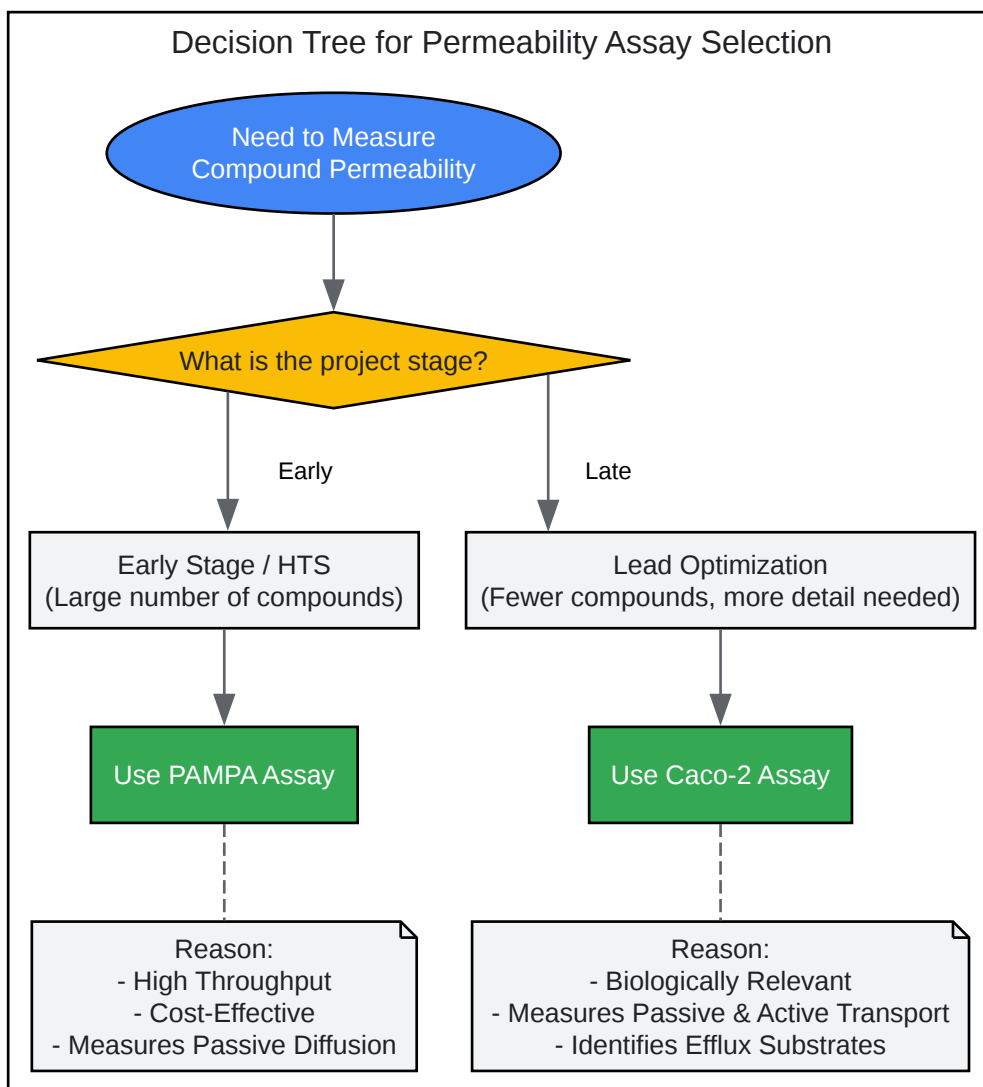 Decision Tree for Permeability Assay Selection
Need to Measure
Compound Permeability
What is the project stage?
Early
Late
Early Stage / HTS
(Large number of compounds)
Lead Optimization
(Fewer compounds, more detail needed)
Use PAMPA Assay
Use Caco-2 Assay
Reason:
- High Throughput
- Cost-Effective
- Measures Passive Diffusion
Reason:
- Biologically Relevant
- Measures Passive & Active Transport
- Identifies Efflux Substrates